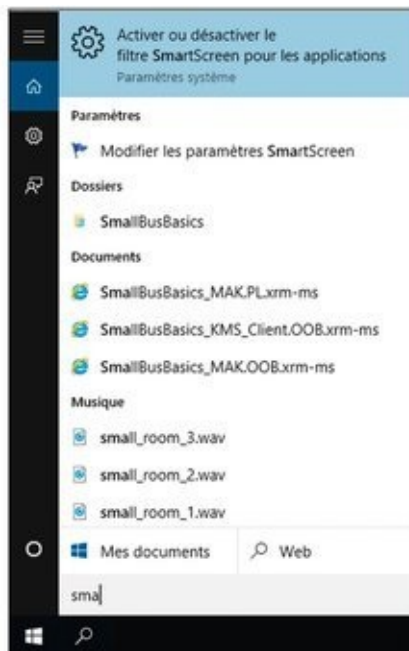 Activer ou désactiver le
filtre SmartScreen pour les applications
Paramètres système
Paramètres
Modifier les paramètres SmartScreen
Dossiers
SmallBusBasics
Documents
SmallBusBasics_MAK.PL.xrm-ms
SmallBusBasics_KMS_Client.OOB.xrm-ms
SmallBusBasics_MAK.OOB.xrm-ms
Musique
small_room_3.wav
small_room_2.wav
small_room_1.wav
Mes documents
Web
sma